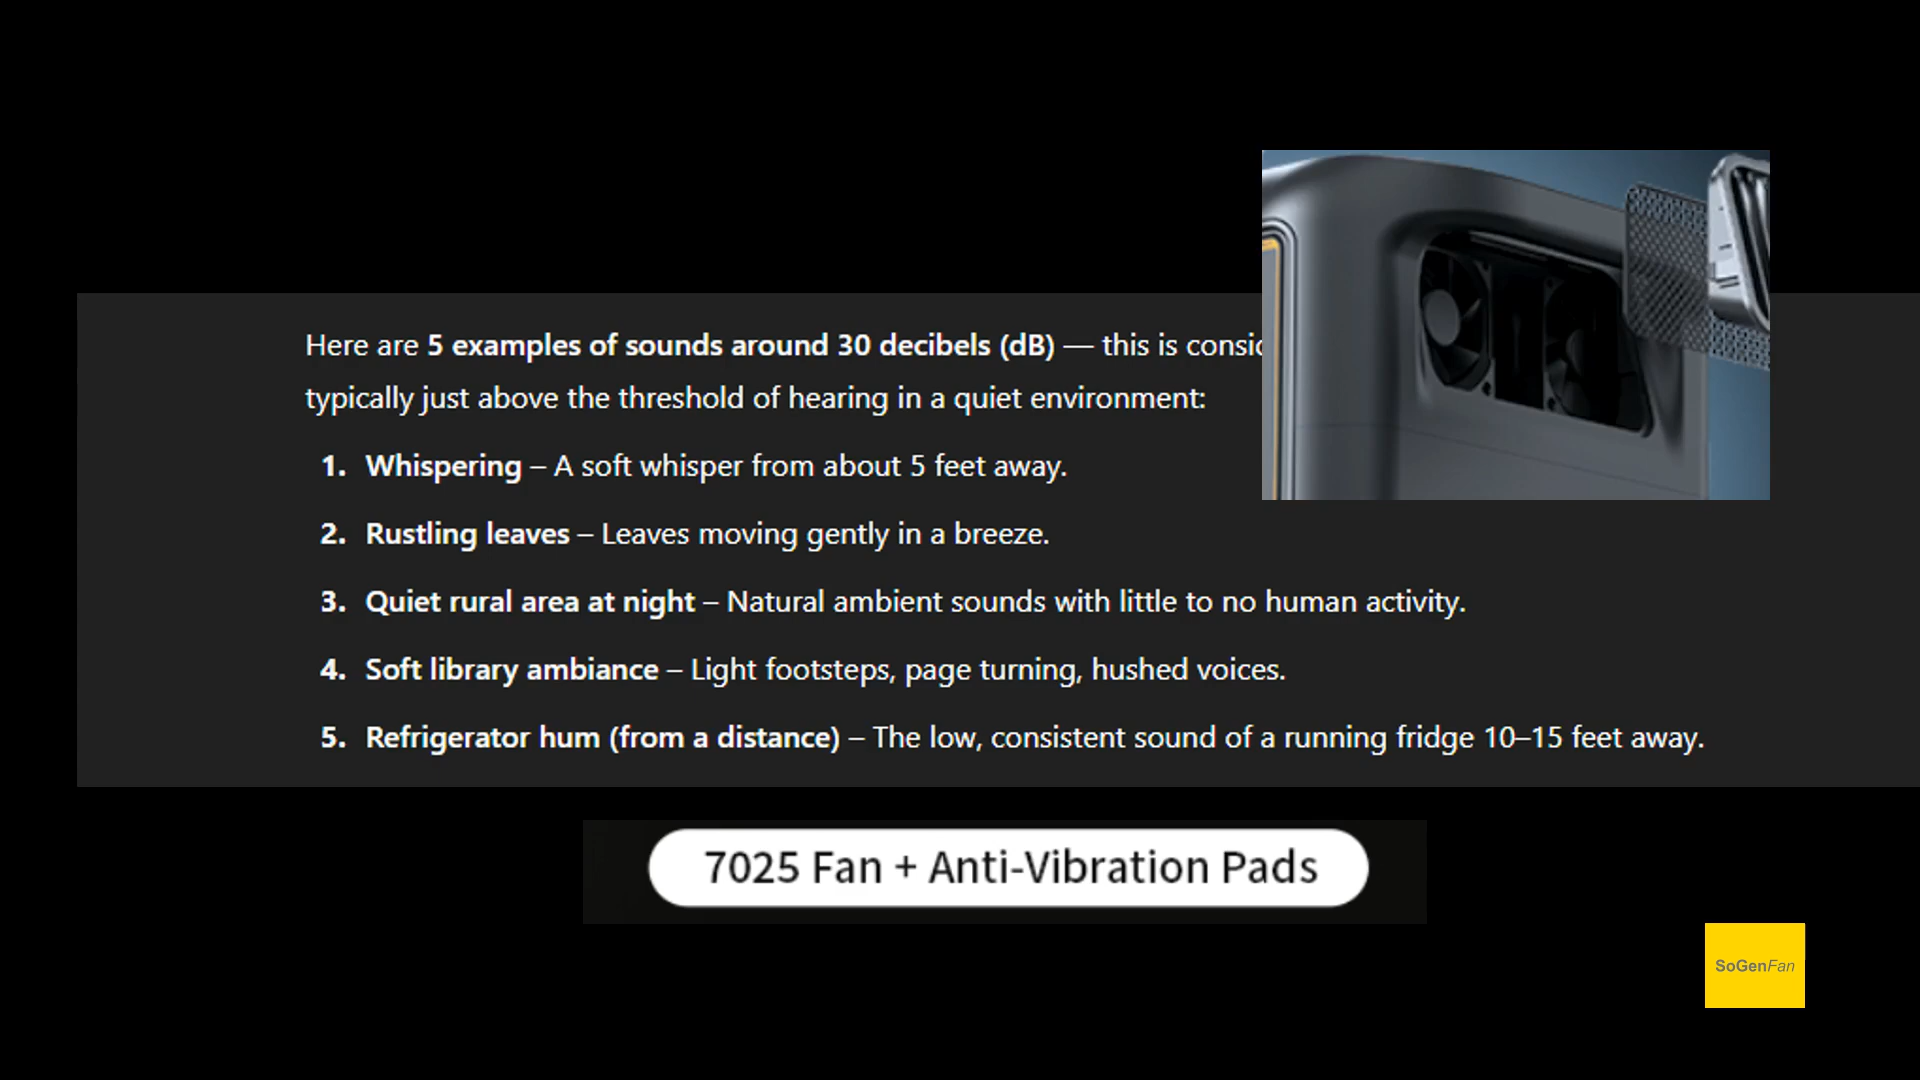 Here are 5 examples of sounds around 30 decibels (dB) — this is
typically just above the threshold of hearing in a quiet environment:
1. Whispering – A soft whisper from about 5 feet away.
2. Rustling leaves – Leaves moving gently in a breeze.
3. Quiet rural area at night – Natural ambient sounds with little to no human activity.
4. Soft library ambiance – Light footsteps, page turning, hushed voices.
5. Refrigerator hum (from a distance) – The low, consistent sound of a running fridge 10–15 feet away.
7025 Fan + Anti-Vibration Pads
SoGenFan